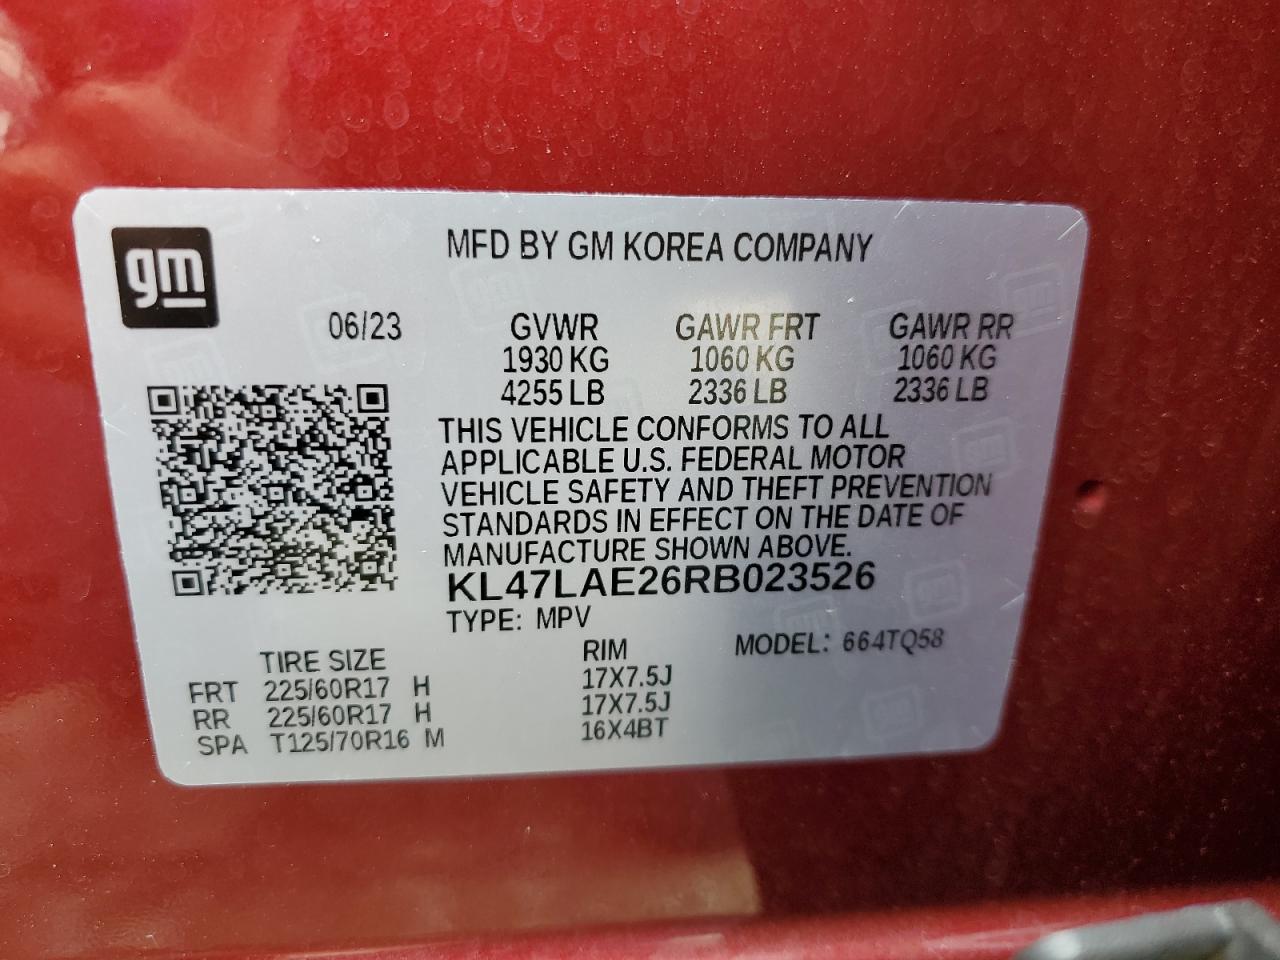 gm
MFD BY GM KOREA COMPANY
06/23 GVWR GAWR FRT GAWR RR
1930 KG 1060 KG 1060 KG
4255 LB 2336 LB 2336 LB
THIS VEHICLE CONFORMS TO ALL
APPLICABLE U.S. FEDERAL MOTOR
VEHICLE SAFETY AND THEFT PREVENTION
STANDARDS IN EFFECT ON THE DATE OF
MANUFACTURE SHOWN ABOVE.
KL47LAE26RB023526
TYPE: MPV MODEL: 664TQ58
TIRE SIZE RIM
FRT 225/60R17 H 17X7.5J
RR 225/60R17 H 17X7.5J
SPA T125/70R16 M 16X4BT